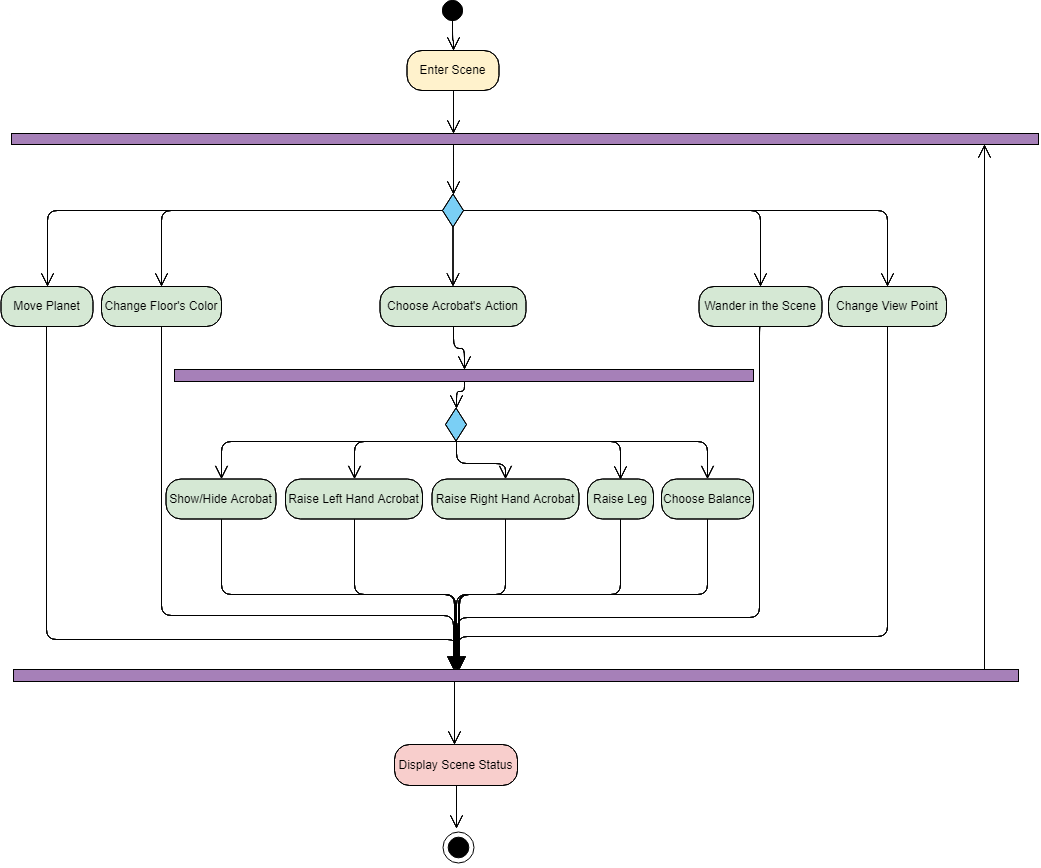 Enter Scene
Move Planet
Change Floor's Color
Choose Acrobat's Action
Wander in the Scene
Change View Point
Show/Hide Acrobat
Raise Left Hand Acrobat
Raise Right Hand Acrobat
Raise Leg
Choose Balance
Display Scene Status